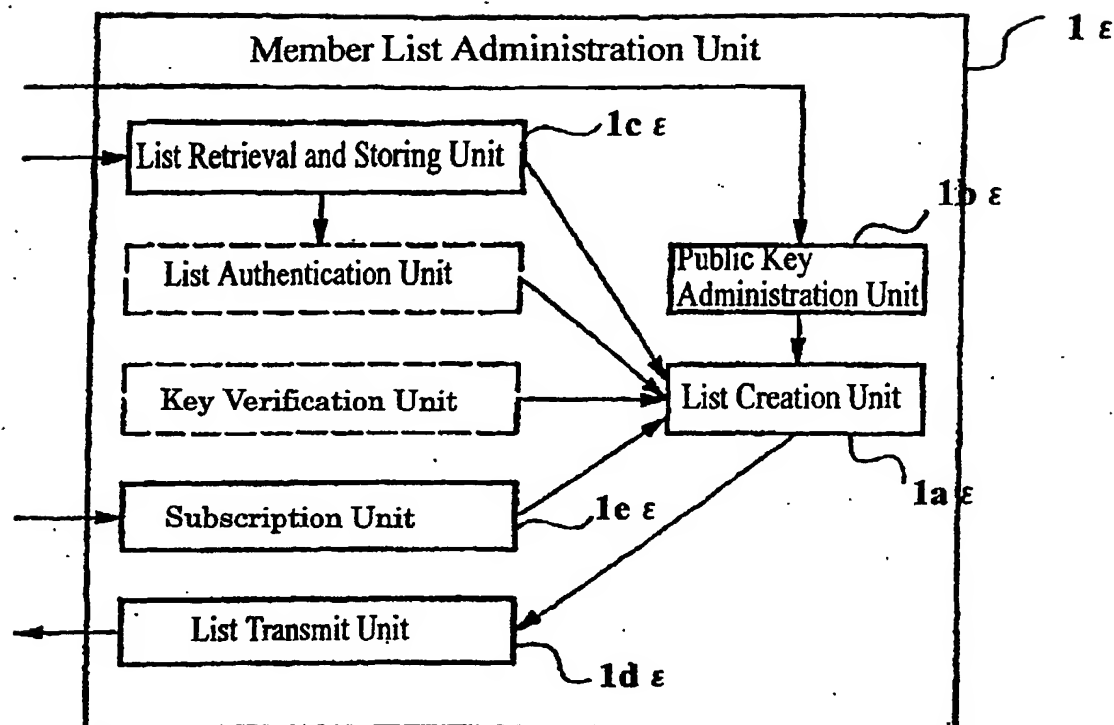 1 ε
Member List Administration Unit
1c ε
List Retrieval and Storing Unit
1b ε
List Authentication Unit
Public Key
Administration Unit
Key Verification Unit
List Creation Unit
1a ε
Subscription Unit
1e ε
List Transmit Unit
1d ε